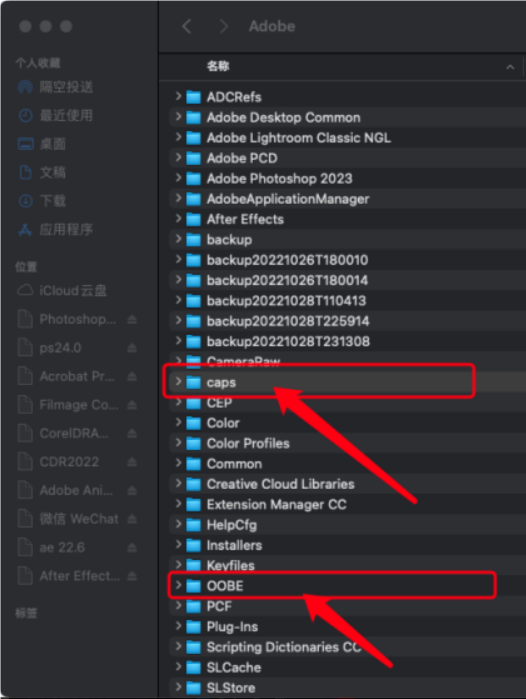 Adobe
个人收藏
隔空投送
最近使用
桌面
文稿
下载
应用程序
位置
iCloud云盘
Photoshop...
ps24.0
Acrobat Pr...
Filmage Co...
CorelDRA...
CDR2022
Adobe Ani...
微信 WeChat
ae 22.6
After Effect...
标签
名称
ADCRefs
Adobe Desktop Common
Adobe Lightroom Classic NGL
Adobe PCD
Adobe Photoshop 2023
AdobeApplicationManager
After Effects
backup
backup20221026T180010
backup20221026T180014
backup20221028T110413
backup20221028T225914
backup20221028T231308
CameraRaw
caps
CEP
Color
Color Profiles
Common
Creative Cloud Libraries
Extension Manager CC
HelpCfg
Installers
Keyfiles
OOBE
PCF
Plug-Ins
Scripting Dictionaries CC
SLCache
SLStore